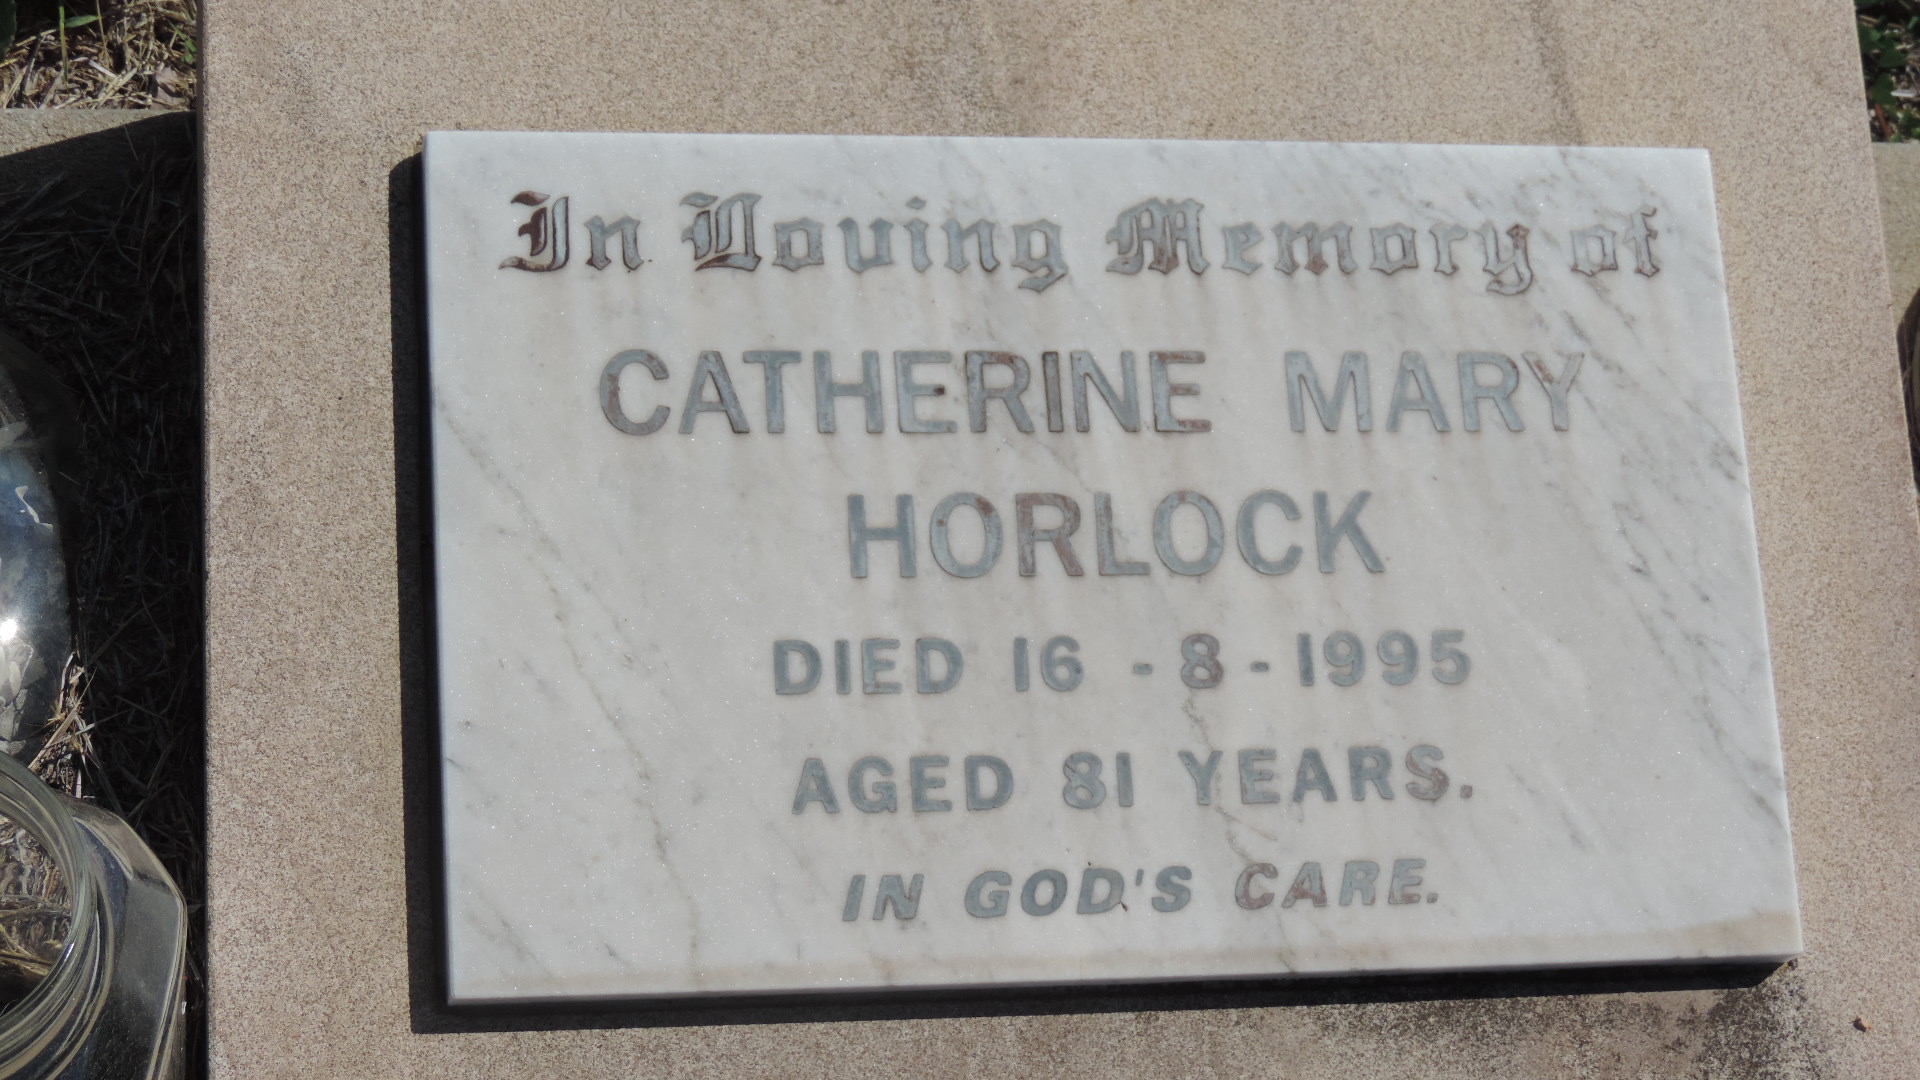 In Loving Memory of
CATHERINE MARY
HORLOCK
DIED 16 - 8 - 1995
AGED 81 YEARS.
IN GOD'S CARE.